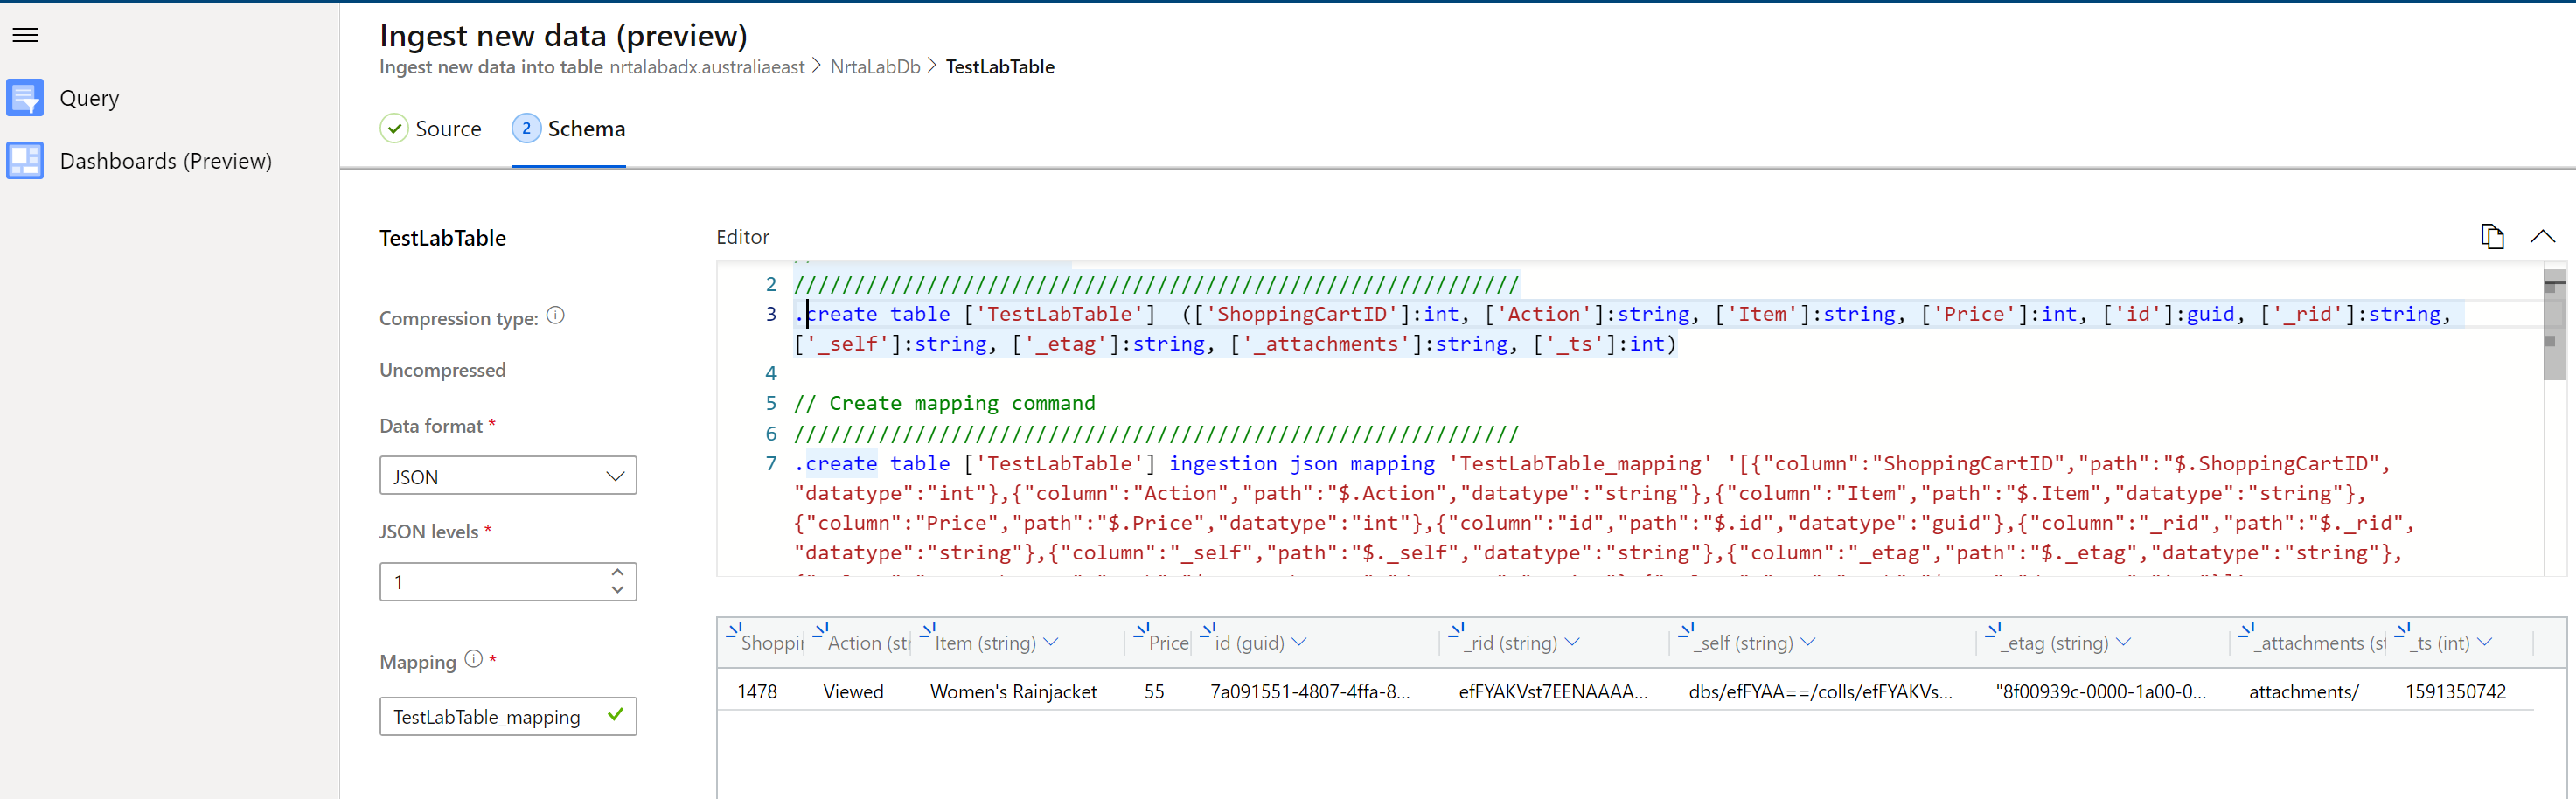 Ingest new data (preview)
Ingest new data into table nrtalabadx.australiaeast > NrtaLabDb > TestLabTable
Query
Dashboards (Preview)
Source
2 Schema
TestLabTable
Compression type:
Uncompressed
Data format *
JSON
JSON levels *
1
Mapping *
TestLabTable_mapping
Editor
2 ////////////////////////////////////////////////////////////
3 .create table ['TestLabTable']  (['ShoppingCartID']:int, ['Action']:string, ['Item']:string, ['Price']:int, ['id']:guid, ['_rid']:string,
['_self']:string, ['_etag']:string, ['_attachments']:string, ['_ts']:int)
4
5 // Create mapping command
6 ////////////////////////////////////////////////////////////
7 .create table ['TestLabTable'] ingestion json mapping 'TestLabTable_mapping' '[{"column":"ShoppingCartID","path":"$.ShoppingCartID",
"datatype":"int"},{"column":"Action","path":"$.Action","datatype":"string"},{"column":"Item","path":"$.Item","datatype":"string"},
{"column":"Price","path":"$.Price","datatype":"int"},{"column":"id","path":"$.id","datatype":"guid"},{"column":"_rid","path":"$._rid",
"datatype":"string"},{"column":"_self","path":"$._self","datatype":"string"},{"column":"_etag","path":"$._etag","datatype":"string"},
Shoppin Action (str Item (string) Price id (guid) _rid (string) _self (string) _etag (string) _attachments (st _ts (int)
1478 Viewed Women's Rainjacket 55 7a091551-4807-4ffa-8... efFYAKVst7EENAAAA... dbs/efFYAA==/colls/efFYAKVs... "8f00939c-0000-1a00-0... attachments/ 1591350742